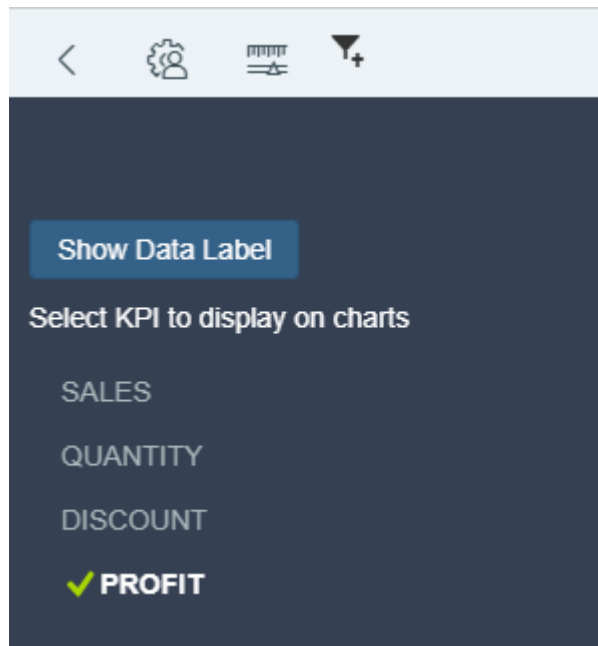 Show Data Label
Select KPI to display on charts
SALES
QUANTITY
DISCOUNT
PROFIT